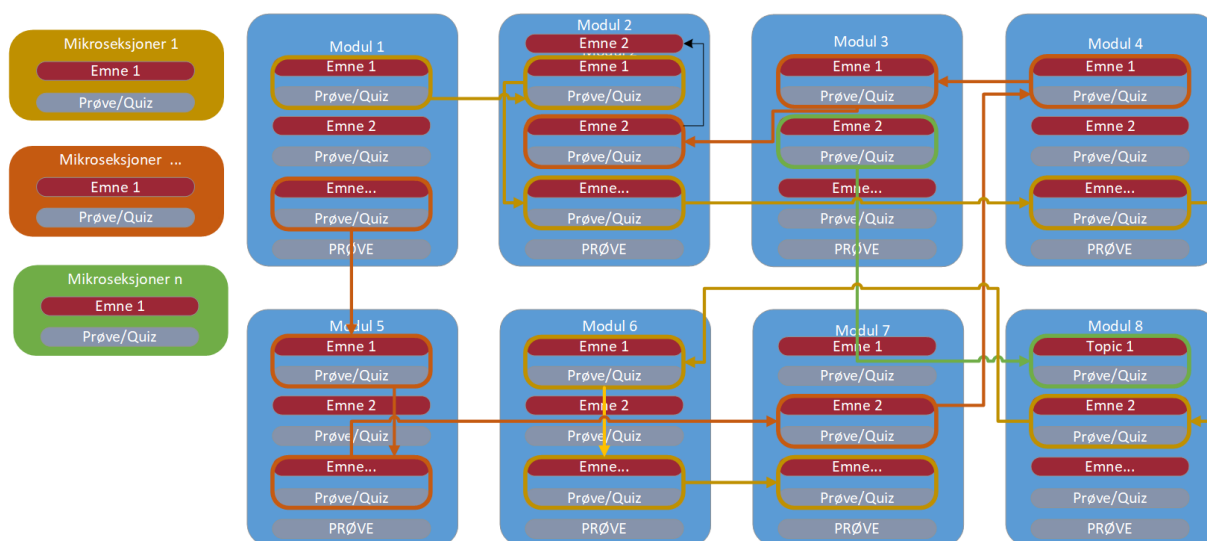 Mikroseksjoner 1
Emne 1
Prøve/Quiz
Mikroseksjoner ...
Emne 1
Prøve/Quiz
Mikroseksjoner n
Emne 1
Prøve/Quiz
Modul 1
Emne 1
Prøve/Quiz
Emne 2
Prøve/Quiz
Emne...
Prøve/Quiz
PRØVE
Modul 2
Emne 2
Emne 1
Prøve/Quiz
Emne 2
Prøve/Quiz
Emne...
Prøve/Quiz
PRØVE
Modul 3
Emne 1
Prøve/Quiz
Emne 2
Prøve/Quiz
Emne...
Prøve/Quiz
PRØVE
Modul 4
Emne 1
Prøve/Quiz
Emne 2
Prøve/Quiz
Emne...
Prøve/Quiz
PRØVE
Modul 5
Emne 1
Prøve/Quiz
Emne 2
Prøve/Quiz
Emne...
Prøve/Quiz
PRØVE
Modul 6
Emne 1
Prøve/Quiz
Emne 2
Prøve/Quiz
Emne...
Prøve/Quiz
PRØVE
Modul 7
Emne 1
Prøve/Quiz
Emne 2
Prøve/Quiz
Emne...
Prøve/Quiz
PRØVE
Modul 8
Topic 1
Prøve/Quiz
Emne 2
Prøve/Quiz
Emne...
Prøve/Quiz
PRØVE